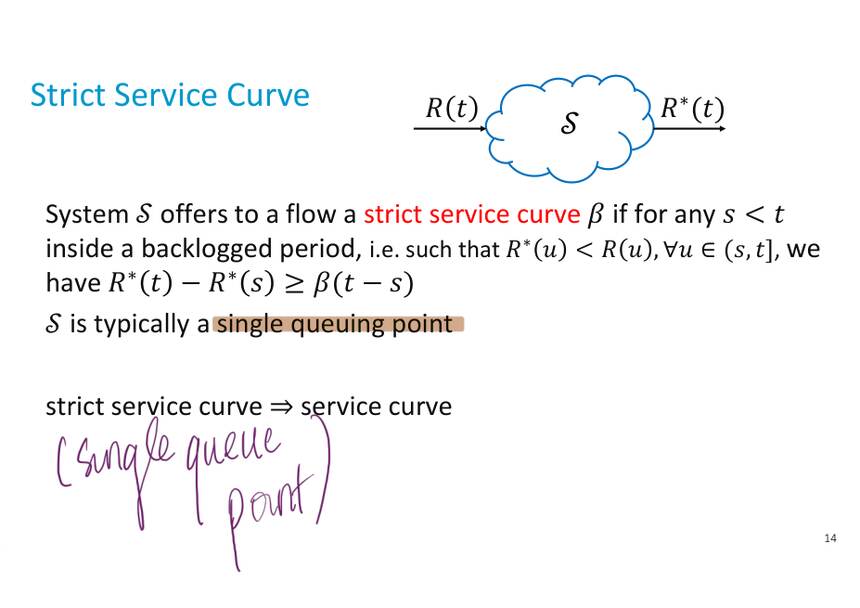 Strict Service Curve
R(t)
𝒮
R*(t)
System 𝒮 offers to a flow a strict service curve β if for any s < t
inside a backlogged period, i.e. such that R*(u) < R(u), ∀u ∈ (s, t], we
have R*(t) − R*(s) ≥ β(t − s)
𝒮 is typically a single queuing point
strict service curve ⇒ service curve
(single queue
point)
14